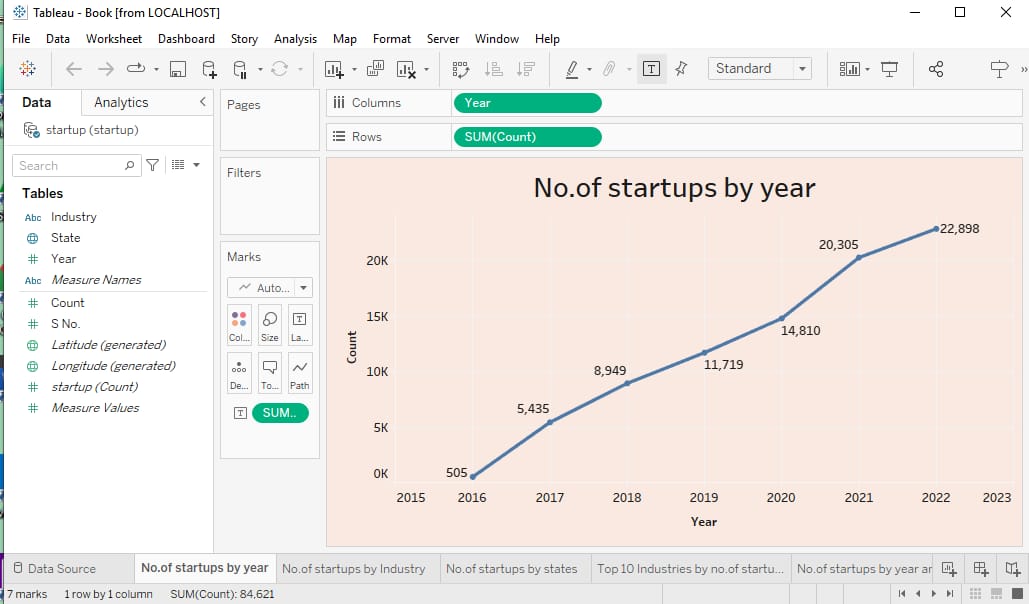 Tableau - Book [from LOCALHOST]
File Data Worksheet Dashboard Story Analysis Map Format Server Window Help
Standard
Data Analytics
startup (startup)
Search
Tables
Abc Industry
State
Year
Abc Measure Names
Count
S No.
Latitude (generated)
Longitude (generated)
startup (Count)
Measure Values
Pages
Filters
Marks
Auto...
Col... Size La...
De... To... Path
SUM..
Columns Year
Rows SUM(Count)
No.of startups by year
22,898
20,305
20K
15K
14,810
11,719
10K
8,949
5,435
5K
505
0K
Count
2015 2016 2017 2018 2019 2020 2021 2022 2023
Year
Data Source No.of startups by year No.of startups by Industry No.of startups by states Top 10 Industries by no.of startu... No.of startups by year ar
7 marks 1 row by 1 column SUM(Count): 84,621